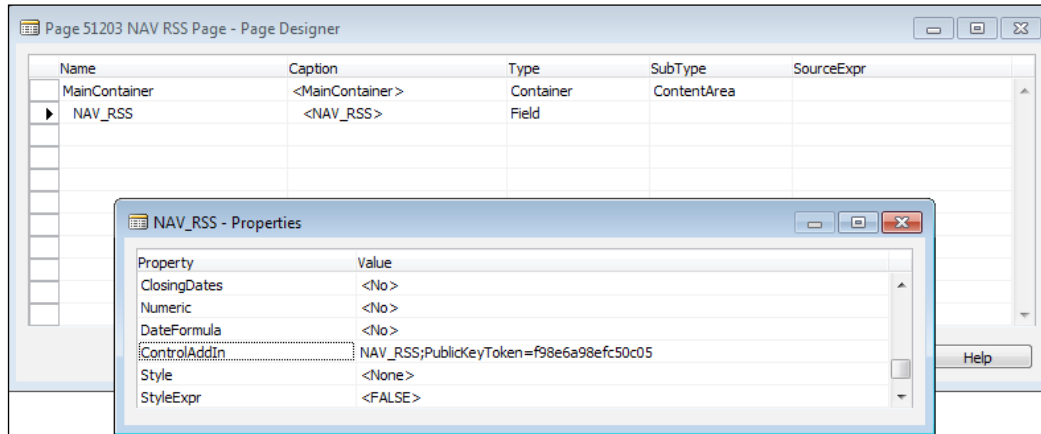 Page 51203 NAV RSS Page - Page Designer
Name Caption Type SubType SourceExpr
MainContainer <MainContainer> Container ContentArea
NAV_RSS <NAV_RSS> Field
NAV_RSS - Properties
Property Value
ClosingDates <No>
Numeric <No>
DateFormula <No>
ControlAddIn NAV_RSS;PublicKeyToken=f98e6a98efc50c05
Style <None>
StyleExpr <FALSE>
Help